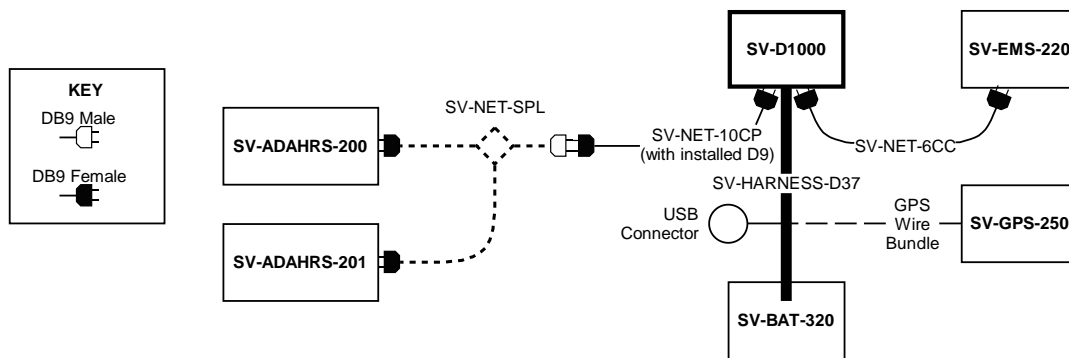 KEY
DB9 Male
DB9 Female
SV-ADAHRS-200
SV-ADAHRS-201
SV-NET-SPL
SV-NET-10CP
(with installed D9)
SV-D1000
SV-EMS-220
SV-NET-6CC
SV-HARNESS-D37
USB
Connector
GPS
Wire
Bundle
SV-GPS-250
SV-BAT-320